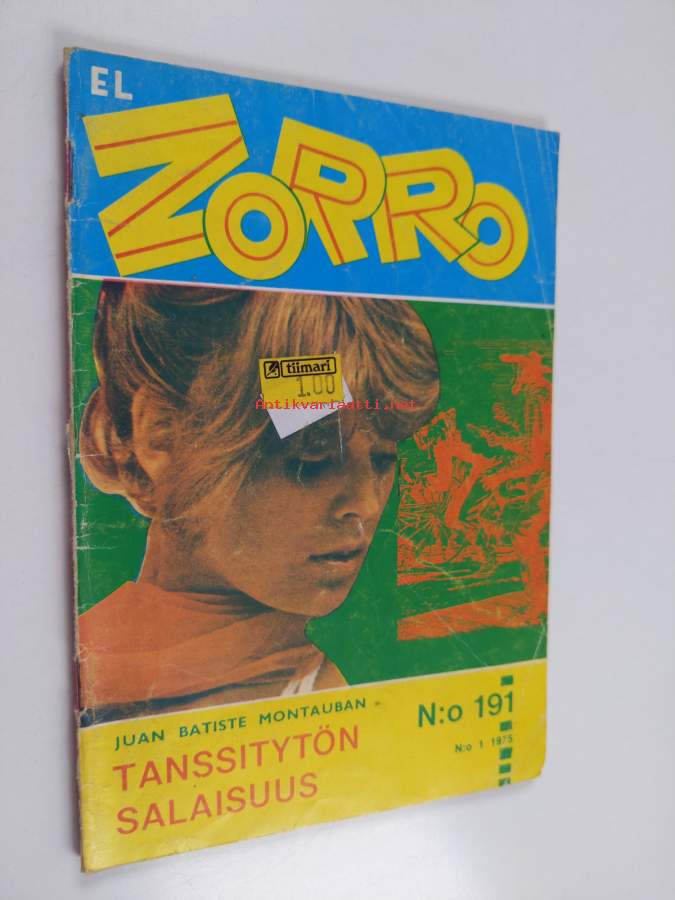 EL
ZORRO
tiimari
1.00
Antikvariaatti.net
JUAN BATISTE MONTAUBAN
TANSSITYTÖN
SALAISUUS
N:o 191
N:o 1 1975